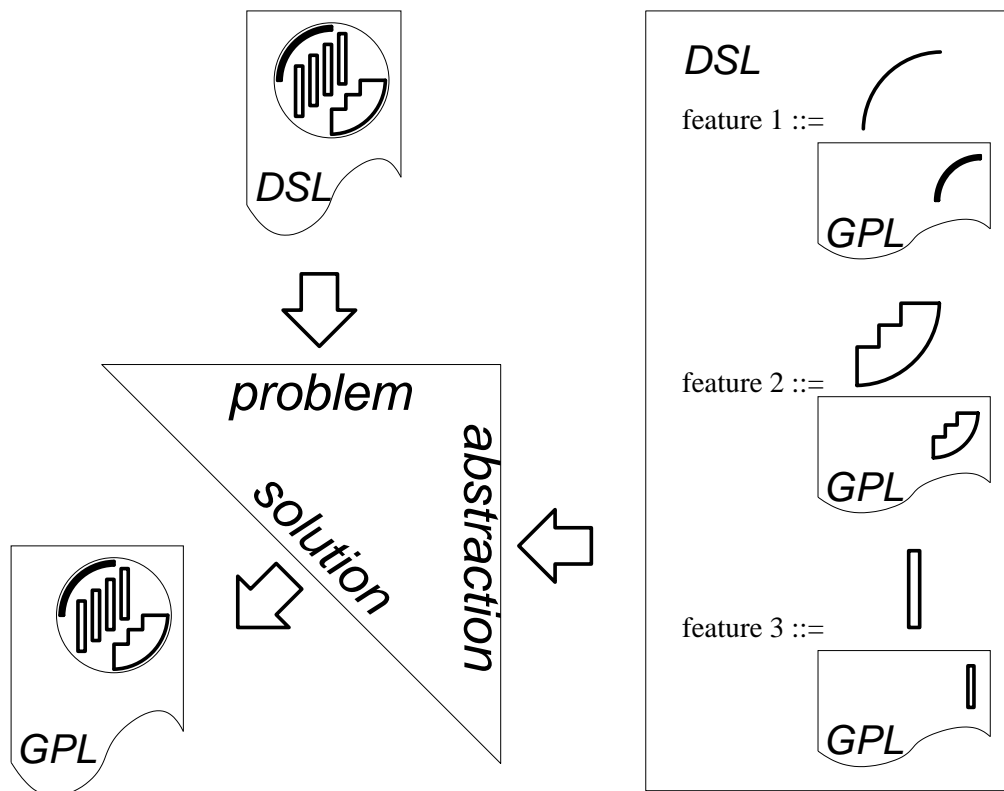 DSL
problem
abstraction
solution
GPL
DSL
feature 1 ::=
GPL
feature 2 ::=
GPL
feature 3 ::=
GPL